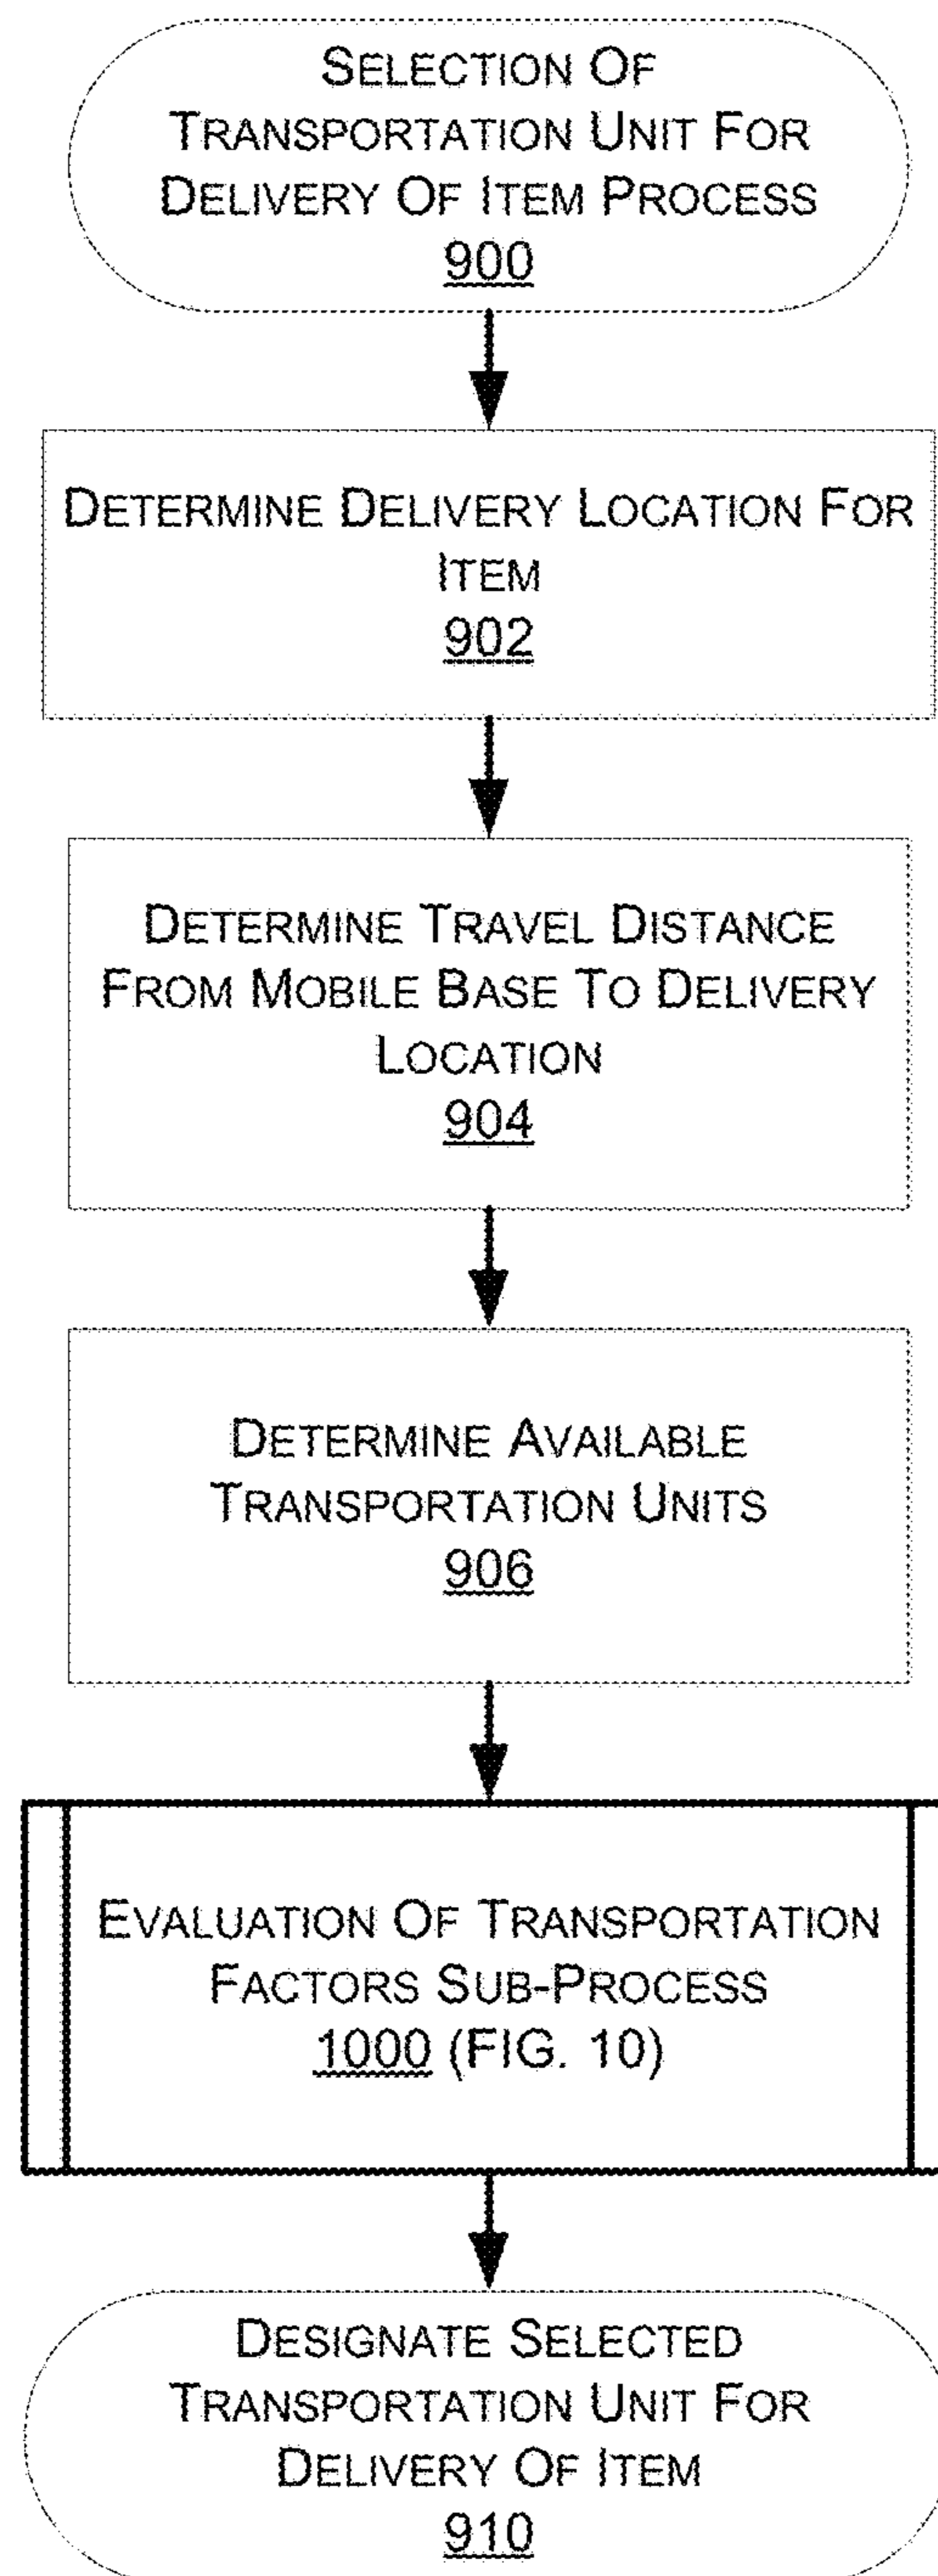 SELECTION OF
TRANSPORTATION UNIT FOR
DELIVERY OF ITEM PROCESS
900
DETERMINE DELIVERY LOCATION FOR
ITEM
902
DETERMINE TRAVEL DISTANCE
FROM MOBILE BASE TO DELIVERY
LOCATION
904
DETERMINE AVAILABLE
TRANSPORTATION UNITS
906
EVALUATION OF TRANSPORTATION
FACTORS SUB-PROCESS
1000 (FIG. 10)
DESIGNATE SELECTED
TRANSPORTATION UNIT FOR
DELIVERY OF ITEM
910